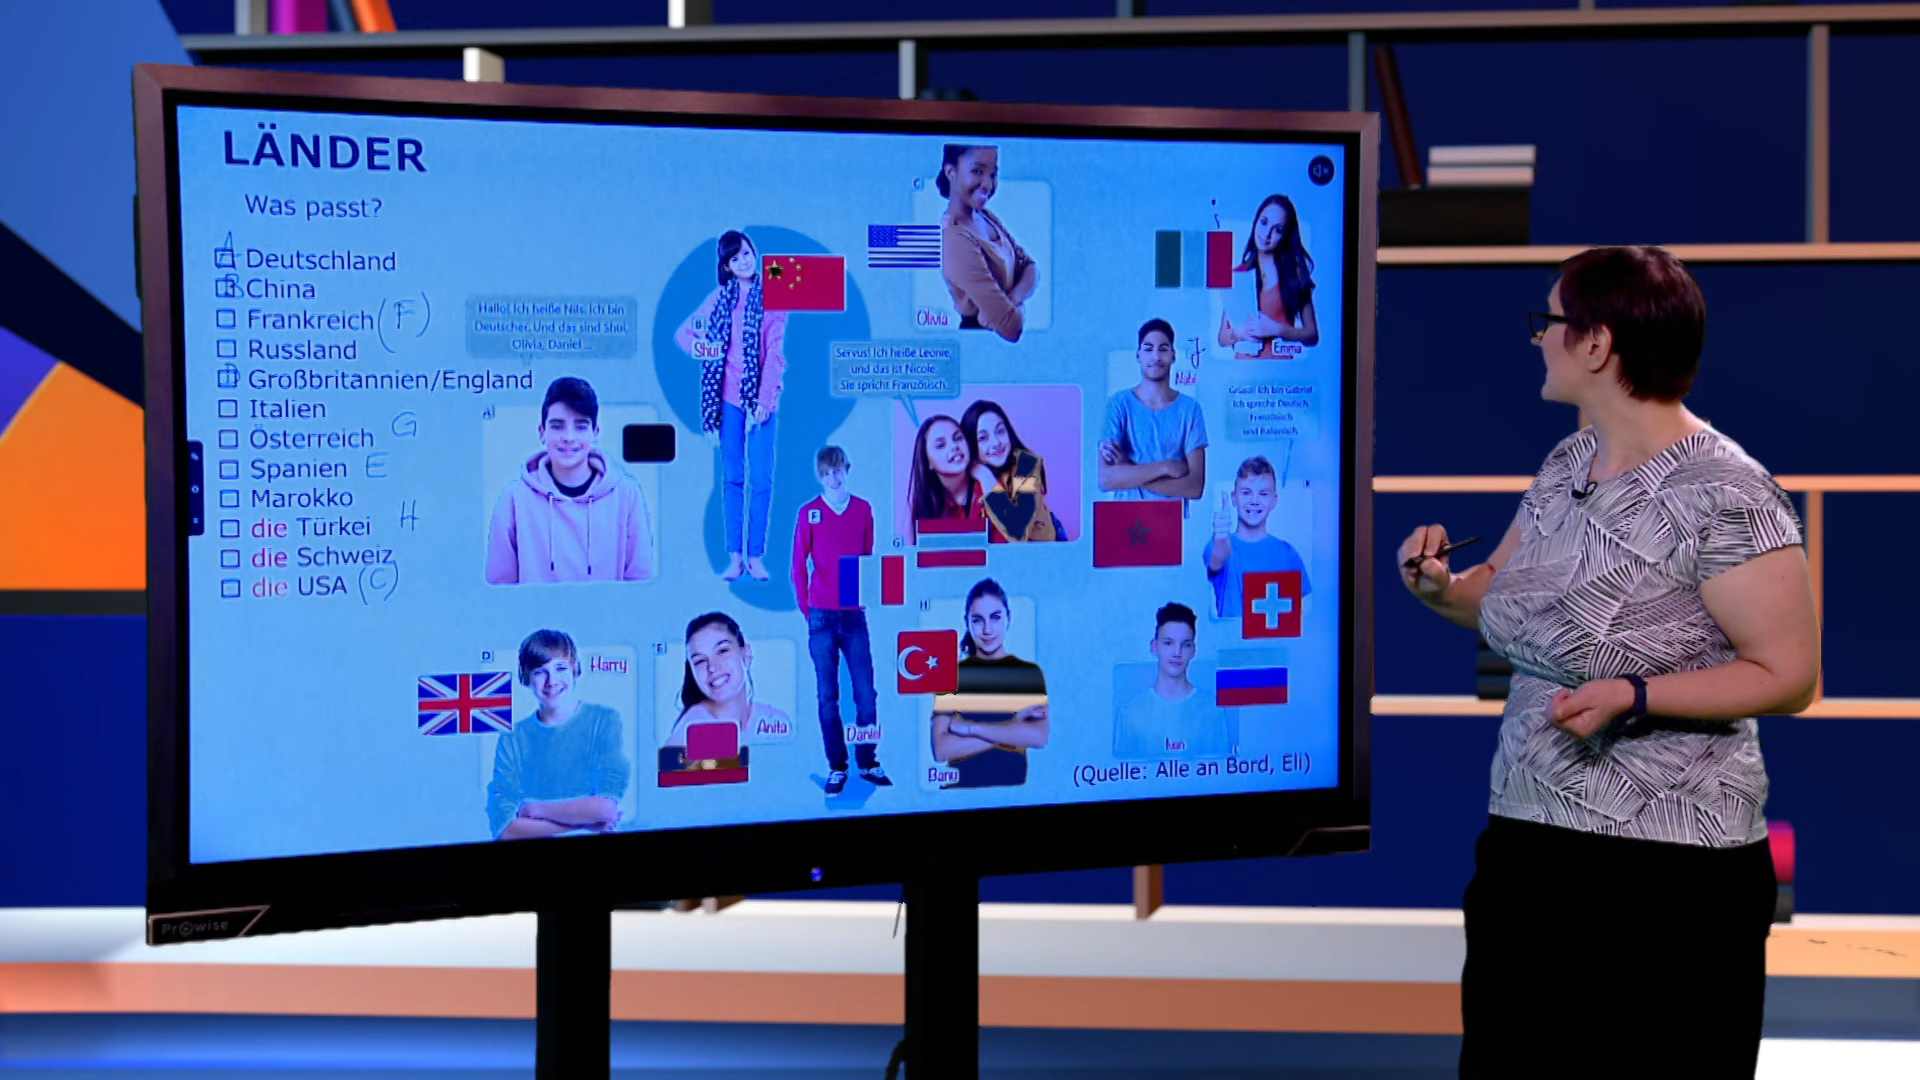 LÄNDER
Was passt?
A Deutschland
B China
Frankreich (F)
Russland
D Großbritannien/England
Italien
Österreich G
Spanien E
Marokko
die Türkei H
die Schweiz
die USA (C)
Hallo! Ich heiße Nils. Ich bin
Deutscher. Und das sind Shui,
Olivia, Daniel ...
A
B
Shui
C
Olivia
Servus! Ich heiße Leonie,
und das ist Nicole.
Sie spricht Französisch.
G
Emma
J
Grüezi! Ich bin Gabriel.
Ich spreche Deutsch,
Französisch
und Italienisch.
K
D
Harry
E
Anita
F
Daniel
H
Banu
(Quelle: Alle an Bord, Eli)
Prowise